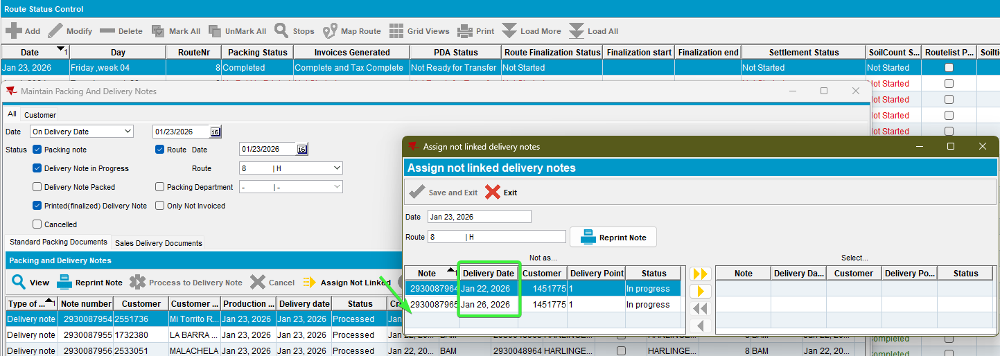 Route Status Control
Add Modify Delete Mark All UnMark All Stops Map Route Grid Views Print Load More Load All
Date 1 Day RouteNr Packing Status Invoices Generated PDA Status Route Finalization Status Finalization start Finalization end Settlement Status SoilCount S... Routelist P... Soilti
Jan 23, 2026 Friday ,week 04 8 Completed Complete and Tax Complete Not Ready for Transfer Not Started Not Started Not Started
Not Started
Maintain Packing And Delivery Notes
Not Started
All Customer
Not Started
Date On Delivery Date 01/23/2026 16
Not Started
Status Packing note Route Date 01/23/2026 16
Delivery Note in Progress Route 8 | H
Delivery Note Packed Packing Department - | -
Printed(finalized) Delivery Note Only Not Invoiced
Cancelled
Standard Packing Documents Sales Delivery Documents
Packing and Delivery Notes
View Reprint Note Process to Delivery Note Cancel Assign Not Linked
Type of ... 1 Note number Customer Customer ... Production ... Delivery date Status
Delivery note 2930087954 2551736 Mi Torrito R... Jan 23, 2026 Jan 23, 2026 Processed
Delivery note 2930087955 1732380 LA BARRA ... Jan 23, 2026 Jan 23, 2026 Processed
Delivery note 2930087956 2533051 MALACHELA Jan 23, 2026 Jan 23, 2026 Processed Jan 22, 20... BAM 2930048964 HARLINGE... HARLINGE... 8 BAM Jan 22, 20... Completed
Assign not linked delivery notes
Assign not linked delivery notes
Save and Exit Exit
Date Jan 23, 2026
Route 8 | H Reprint Note
Not as... Select...
Note 1 Delivery Date Customer Delivery Point Status Note Delivery Da... Customer Delivery Po... Status
2930087964 Jan 22, 2026 1451775 1 In progress
2930087965 Jan 26, 2026 1451775 1 In progress